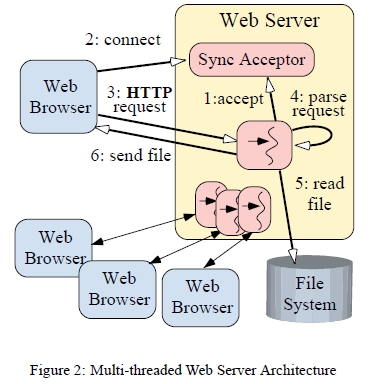 Web Server
2: connect
Sync Acceptor
Web
Browser
3: HTTP
request
1:accept
4: parse
request
6: send file
5: read
file
Web
Browser
Web
Browser
Web
Browser
File
System
Figure 2: Multi-threaded Web Server Architecture